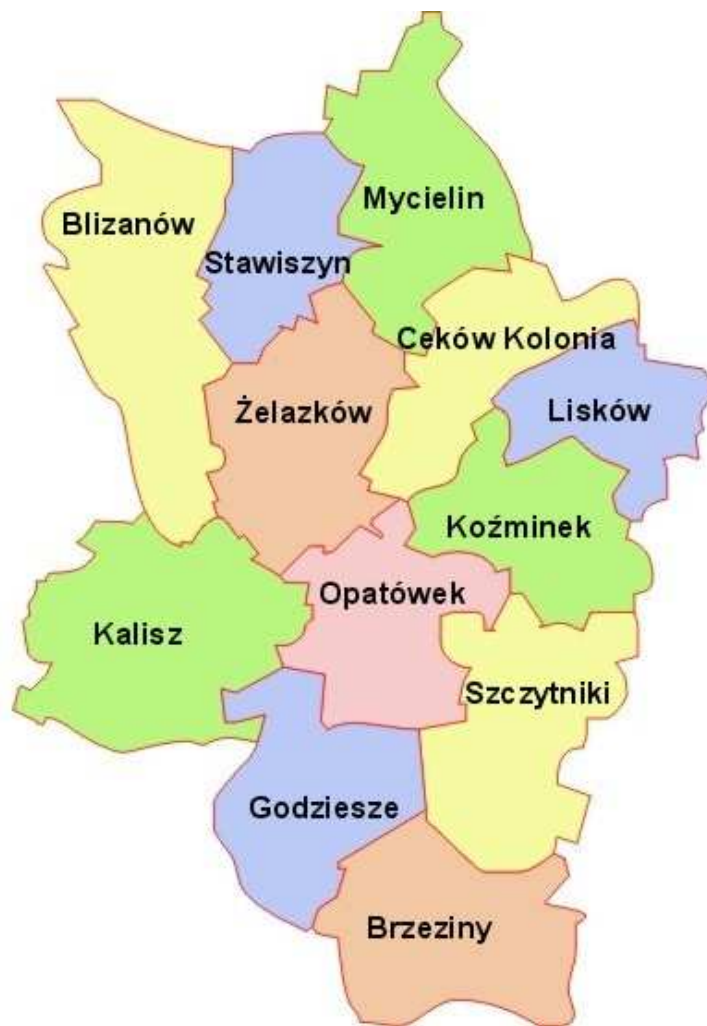 Mycielin
Blizanów
Stawiszyn
Ceków Kolonia
Żelazków
Lisków
Koźminek
Opatówek
Kalisz
Szczytniki
Godziesze
Brzeziny